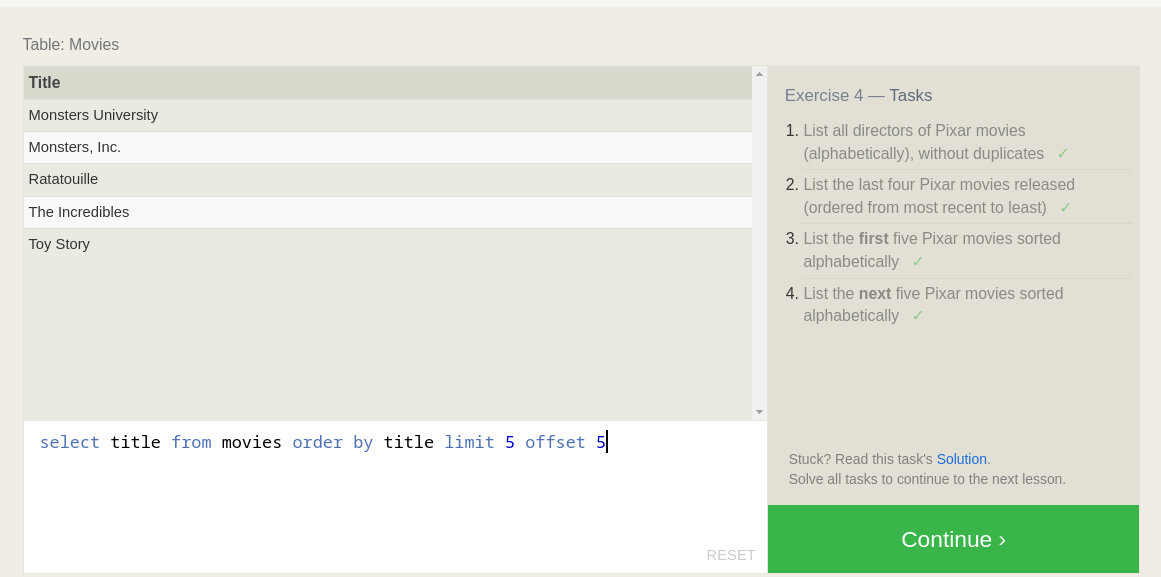 Table: Movies
Title
Monsters University
Monsters, Inc.
Ratatouille
The Incredibles
Toy Story
select title from movies order by title limit 5 offset 5
RESET
Exercise 4 — Tasks
1. List all directors of Pixar movies
(alphabetically), without duplicates ✓
2. List the last four Pixar movies released
(ordered from most recent to least) ✓
3. List the first five Pixar movies sorted
alphabetically ✓
4. List the next five Pixar movies sorted
alphabetically ✓
Stuck? Read this task's Solution.
Solve all tasks to continue to the next lesson.
Continue ›